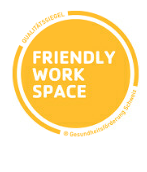 QUALITÄTSSIEGEL
FRIENDLY
WORK
SPACE
© Gesundheitsförderung Schweiz